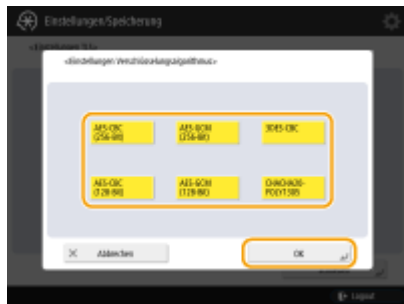 Einstellungen/Speicherung
<Einstellungen Verschlüsselungsalgorithmus>
AES-CBC
(256-Bit)
AES-GCM
(256-Bit)
3DES-CBC
AES-CBC
(128-Bit)
AES-GCM
(128-Bit)
CHACHA20-
POLY1305
Abbrechen
OK
Logout